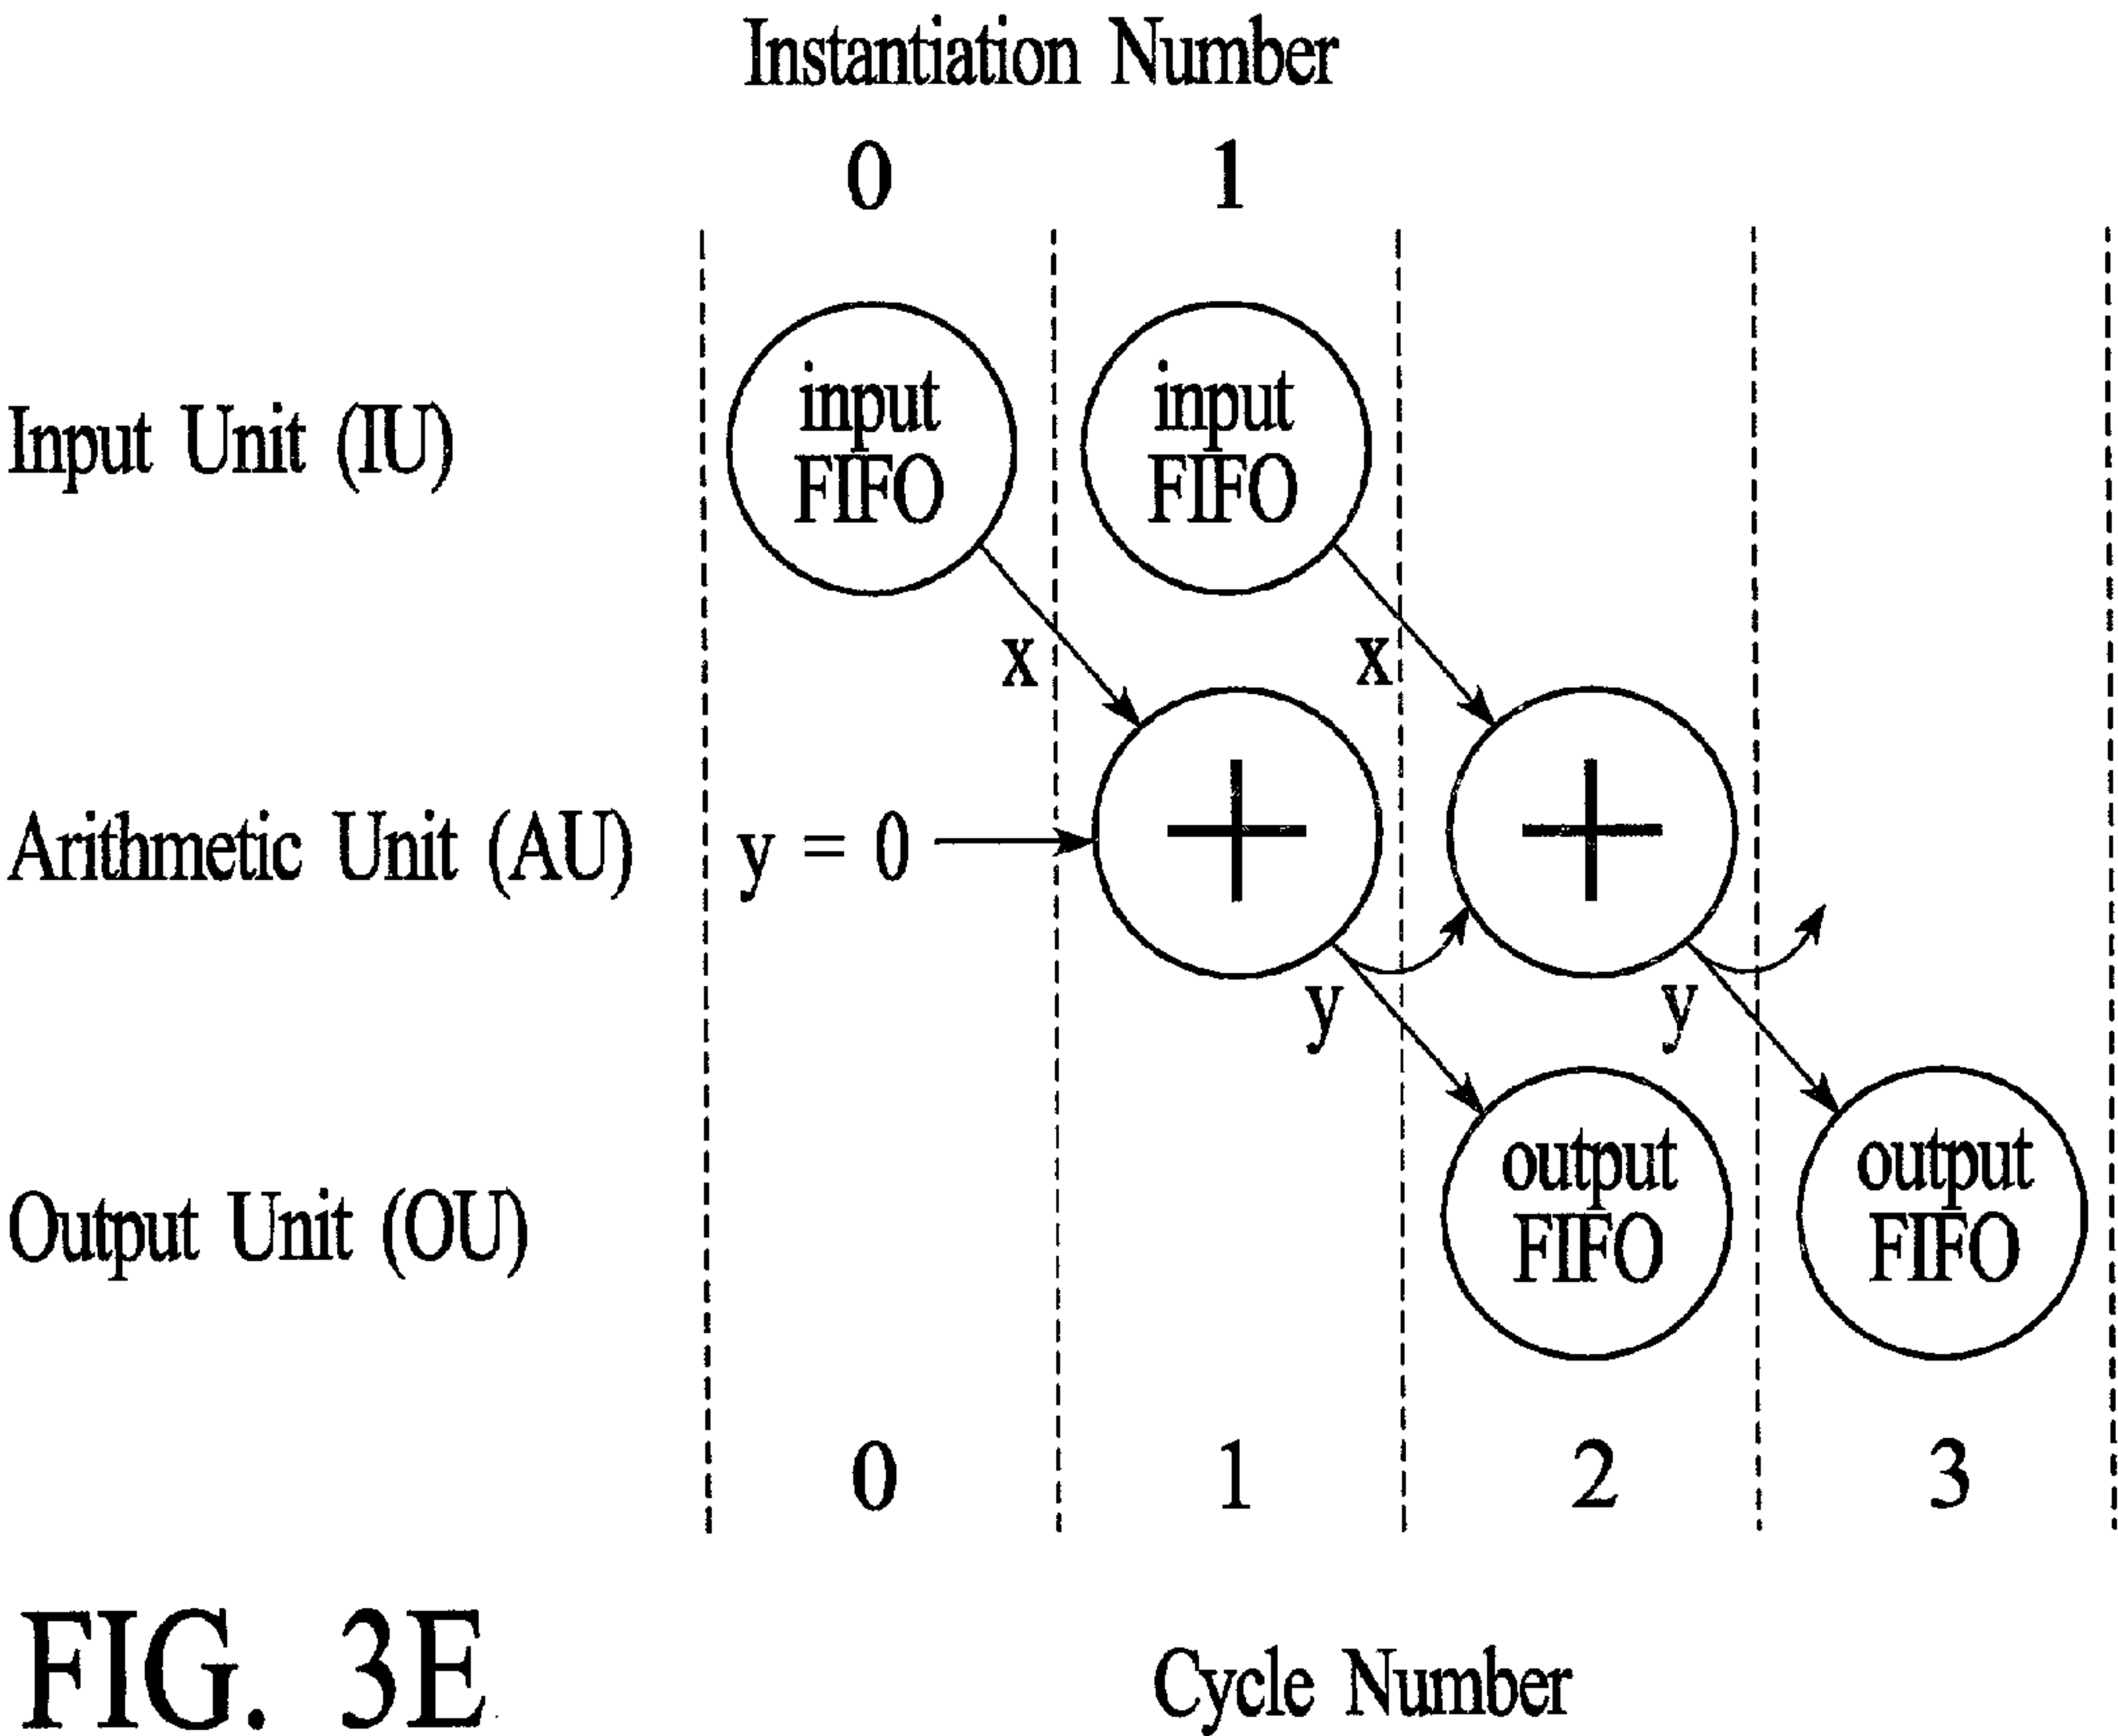 Instantiation Number
0 1
input FIFO
input FIFO
Input Unit (IU)
x x
Arithmetic Unit (AU) y = 0 + +
y y
output FIFO
output FIFO
Output Unit (OU)
0 1 2 3
FIG. 3E
Cycle Number